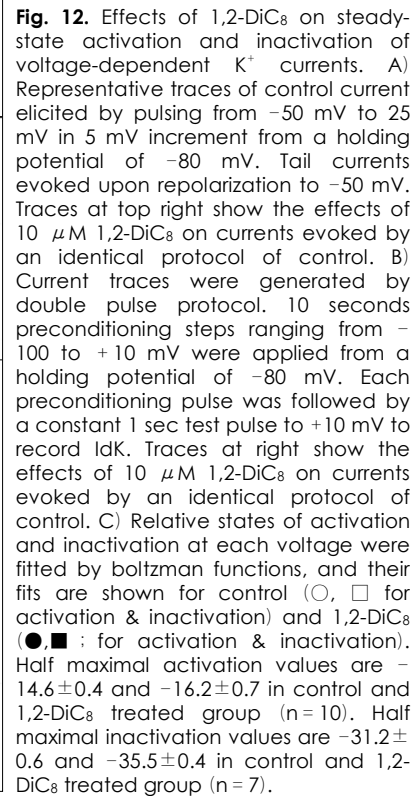 Fig. 12. Effects of 1,2-DiC₈ on steady-
state activation and inactivation of
voltage-dependent K⁺ currents. A)
Representative traces of control current
elicited by pulsing from −50 mV to 25
mV in 5 mV increment from a holding
potential of −80 mV. Tail currents
evoked upon repolarization to −50 mV.
Traces at top right show the effects of
10 μM 1,2-DiC₈ on currents evoked by
an identical protocol of control. B)
Current traces were generated by
double pulse protocol. 10 seconds
preconditioning steps ranging from −
100 to +10 mV were applied from a
holding potential of −80 mV. Each
preconditioning pulse was followed by
a constant 1 sec test pulse to +10 mV to
record IdK. Traces at right show the
effects of 10 μM 1,2-DiC₈ on currents
evoked by an identical protocol of
control. C) Relative states of activation
and inactivation at each voltage were
fitted by boltzman functions, and their
fits are shown for control (○, □ for
activation & inactivation) and 1,2-DiC₈
(●,■ ; for activation & inactivation).
Half maximal activation values are −
14.6±0.4 and −16.2±0.7 in control and
1,2-DiC₈ treated group (n=10). Half
maximal inactivation values are −31.2±
0.6 and −35.5±0.4 in control and 1,2-
DiC₈ treated group (n=7).